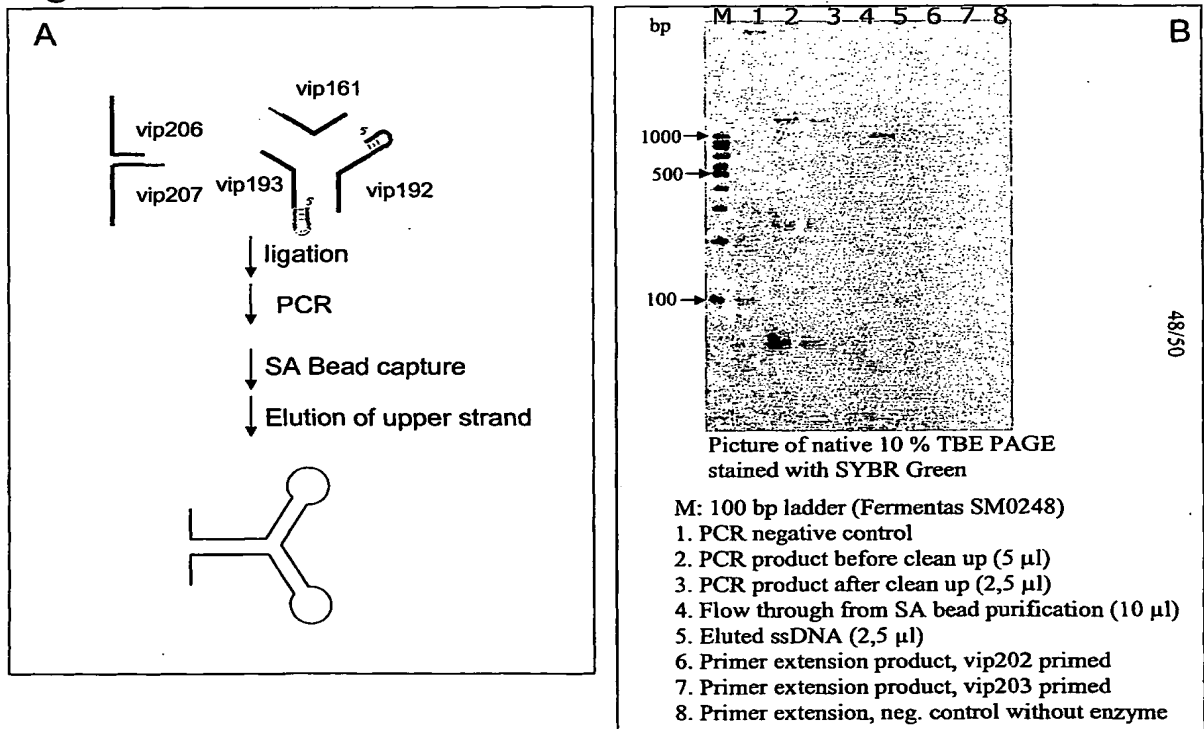 A
vip161
vip206
5
vip193
vip207
5
vip192
ligation
PCR
SA Bead capture
Elution of upper strand
B
bp
M 1 2 3 4 5 6 7 8
1000
500
100
48/50
Picture of native 10 % TBE PAGE
stained with SYBR Green
M: 100 bp ladder (Fermentas SM0248)
1. PCR negative control
2. PCR product before clean up (5 µl)
3. PCR product after clean up (2,5 µl)
4. Flow through from SA bead purification (10 µl)
5. Eluted ssDNA (2,5 µl)
6. Primer extension product, vip202 primed
7. Primer extension product, vip203 primed
8. Primer extension, neg. control without enzyme